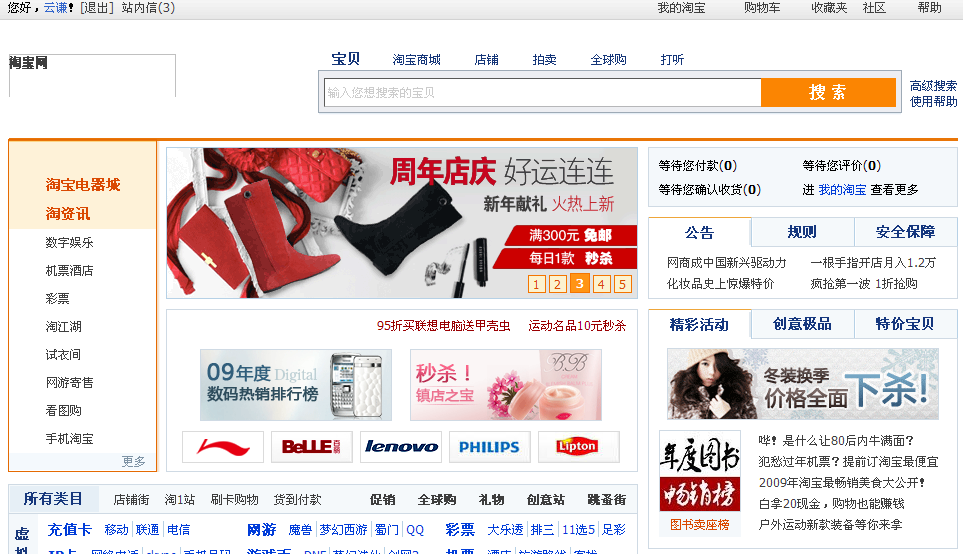 您好，云谦！ [退出] 站内信(3) 我的淘宝 购物车 收藏夹 社区 帮助
淘宝网
宝贝 淘宝商城 店铺 拍卖 全球购 打听
输入您想搜索的宝贝 搜 索
高级搜索
使用帮助
淘宝电器城
淘资讯
数字娱乐
机票酒店
彩票
淘江湖
试衣间
网游寄售
看图购
手机淘宝
更多
周年店庆 好运连连
新年献礼 火热上新
满300元 免邮
每日1款 秒杀
1 2 3 4 5
95折买联想电脑送甲壳虫 运动名品10元秒杀
09年度 Digital
数码热销排行榜
秒杀！
镇店之宝
BeLLE
lenovo
PHILIPS
Lipton
等待您付款(0) 等待您评价(0)
等待您确认收货(0) 进 我的淘宝 查看更多
公告 规则 安全保障
网商成中国新兴驱动力 一根手指开店月入1.2万
化妆品史上惊爆特价 疯抢第一波 1折抢购
精彩活动 创意极品 特价宝贝
冬装换季
价格全面 下杀!
年度图书
畅销榜
图书卖座榜
哗！是什么让80后内牛满面?
犯愁过年机票？提前订淘宝最便宜
2009年淘宝最畅销美食大公开!
白拿20现金，购物也能赚钱
户外运动新款装备等你来拿
所有类目 店铺街 淘1站 刷卡购物 货到付款 促销 全球购 礼物 创意站 跳蚤街
虚
充值卡 移动 联通 电信 网游 魔兽 梦幻西游 蜀门 QQ 彩票 大乐透 排三 11选5 足彩